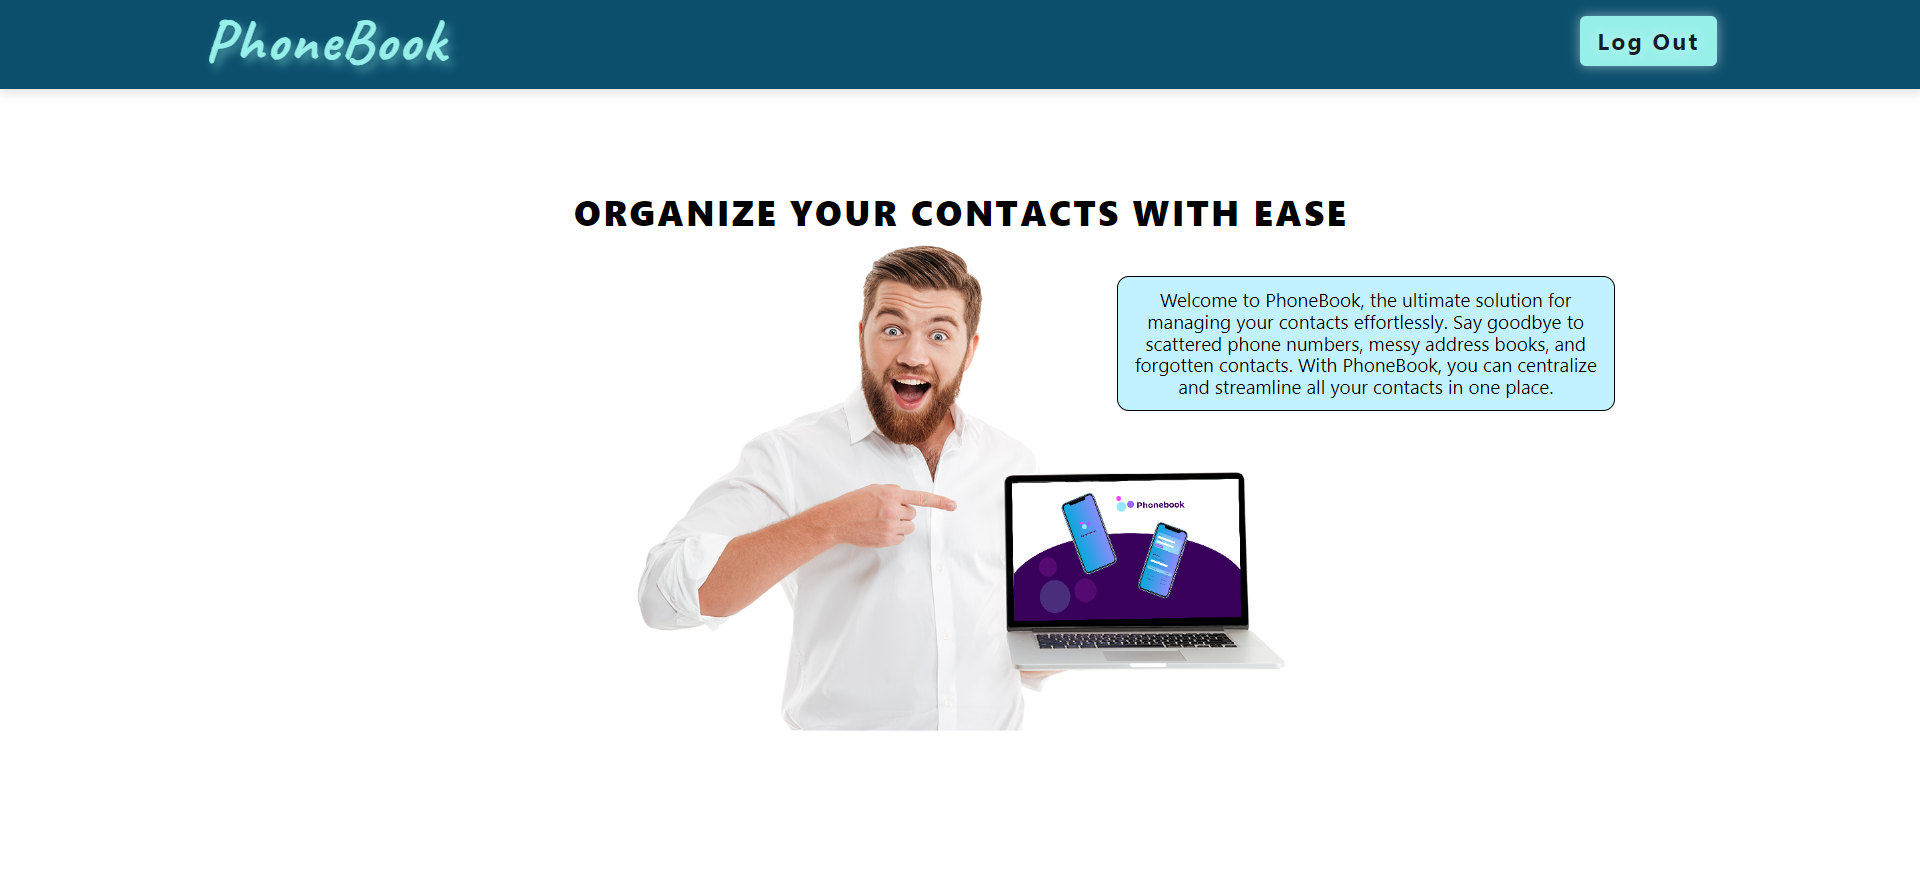 PhoneBook
Log Out
ORGANIZE YOUR CONTACTS WITH EASE
Welcome to PhoneBook, the ultimate solution for
managing your contacts effortlessly. Say goodbye to
scattered phone numbers, messy address books, and
forgotten contacts. With PhoneBook, you can centralize
and streamline all your contacts in one place.
Phonebook